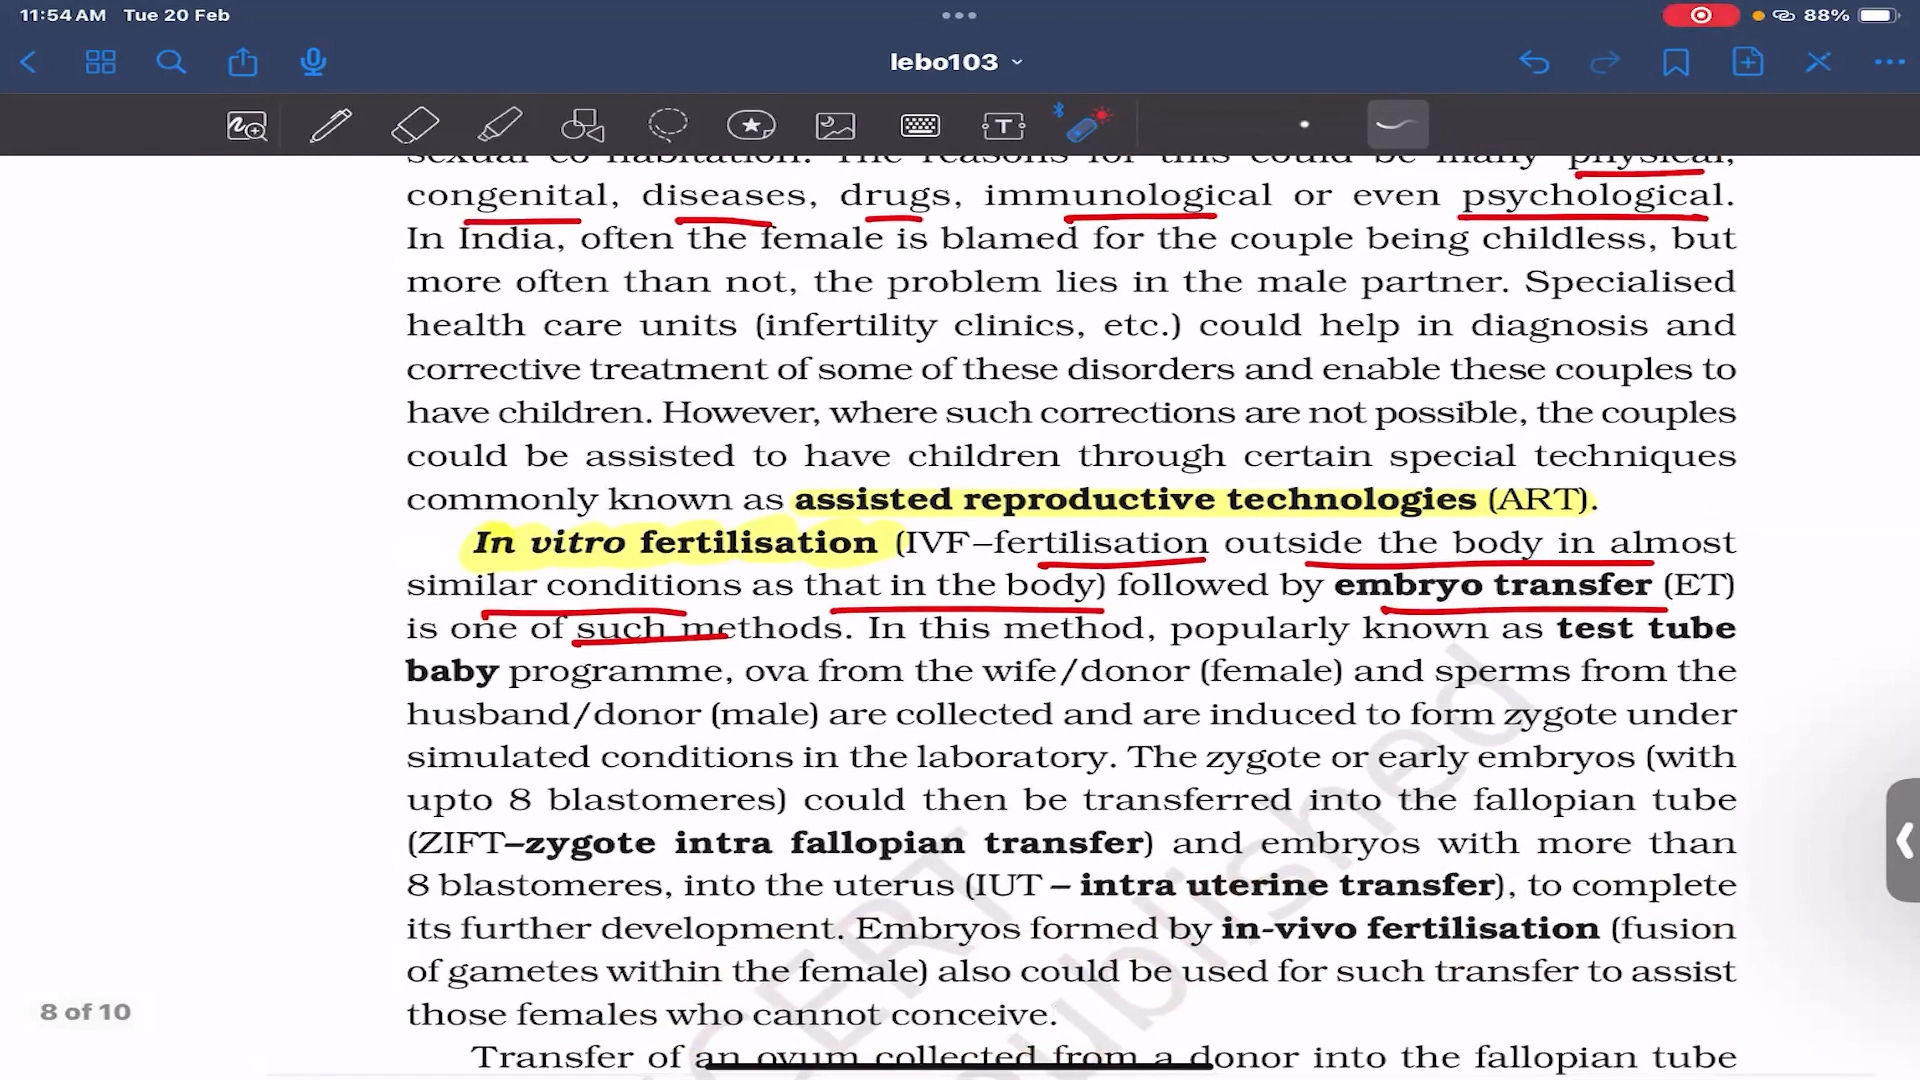 11:54 AM Tue 20 Feb
88%
lebo103
sexual co-habitation. The reasons for this could be many–physical,
congenital, diseases, drugs, immunological or even psychological.
In India, often the female is blamed for the couple being childless, but
more often than not, the problem lies in the male partner. Specialised
health care units (infertility clinics, etc.) could help in diagnosis and
corrective treatment of some of these disorders and enable these couples to
have children. However, where such corrections are not possible, the couples
could be assisted to have children through certain special techniques
commonly known as assisted reproductive technologies (ART).
In vitro fertilisation (IVF–fertilisation outside the body in almost
similar conditions as that in the body) followed by embryo transfer (ET)
is one of such methods. In this method, popularly known as test tube
baby programme, ova from the wife/donor (female) and sperms from the
husband/donor (male) are collected and are induced to form zygote under
simulated conditions in the laboratory. The zygote or early embryos (with
upto 8 blastomeres) could then be transferred into the fallopian tube
(ZIFT–zygote intra fallopian transfer) and embryos with more than
8 blastomeres, into the uterus (IUT – intra uterine transfer), to complete
its further development. Embryos formed by in-vivo fertilisation (fusion
of gametes within the female) also could be used for such transfer to assist
those females who cannot conceive.
Transfer of an ovum collected from a donor into the fallopian tube
8 of 10